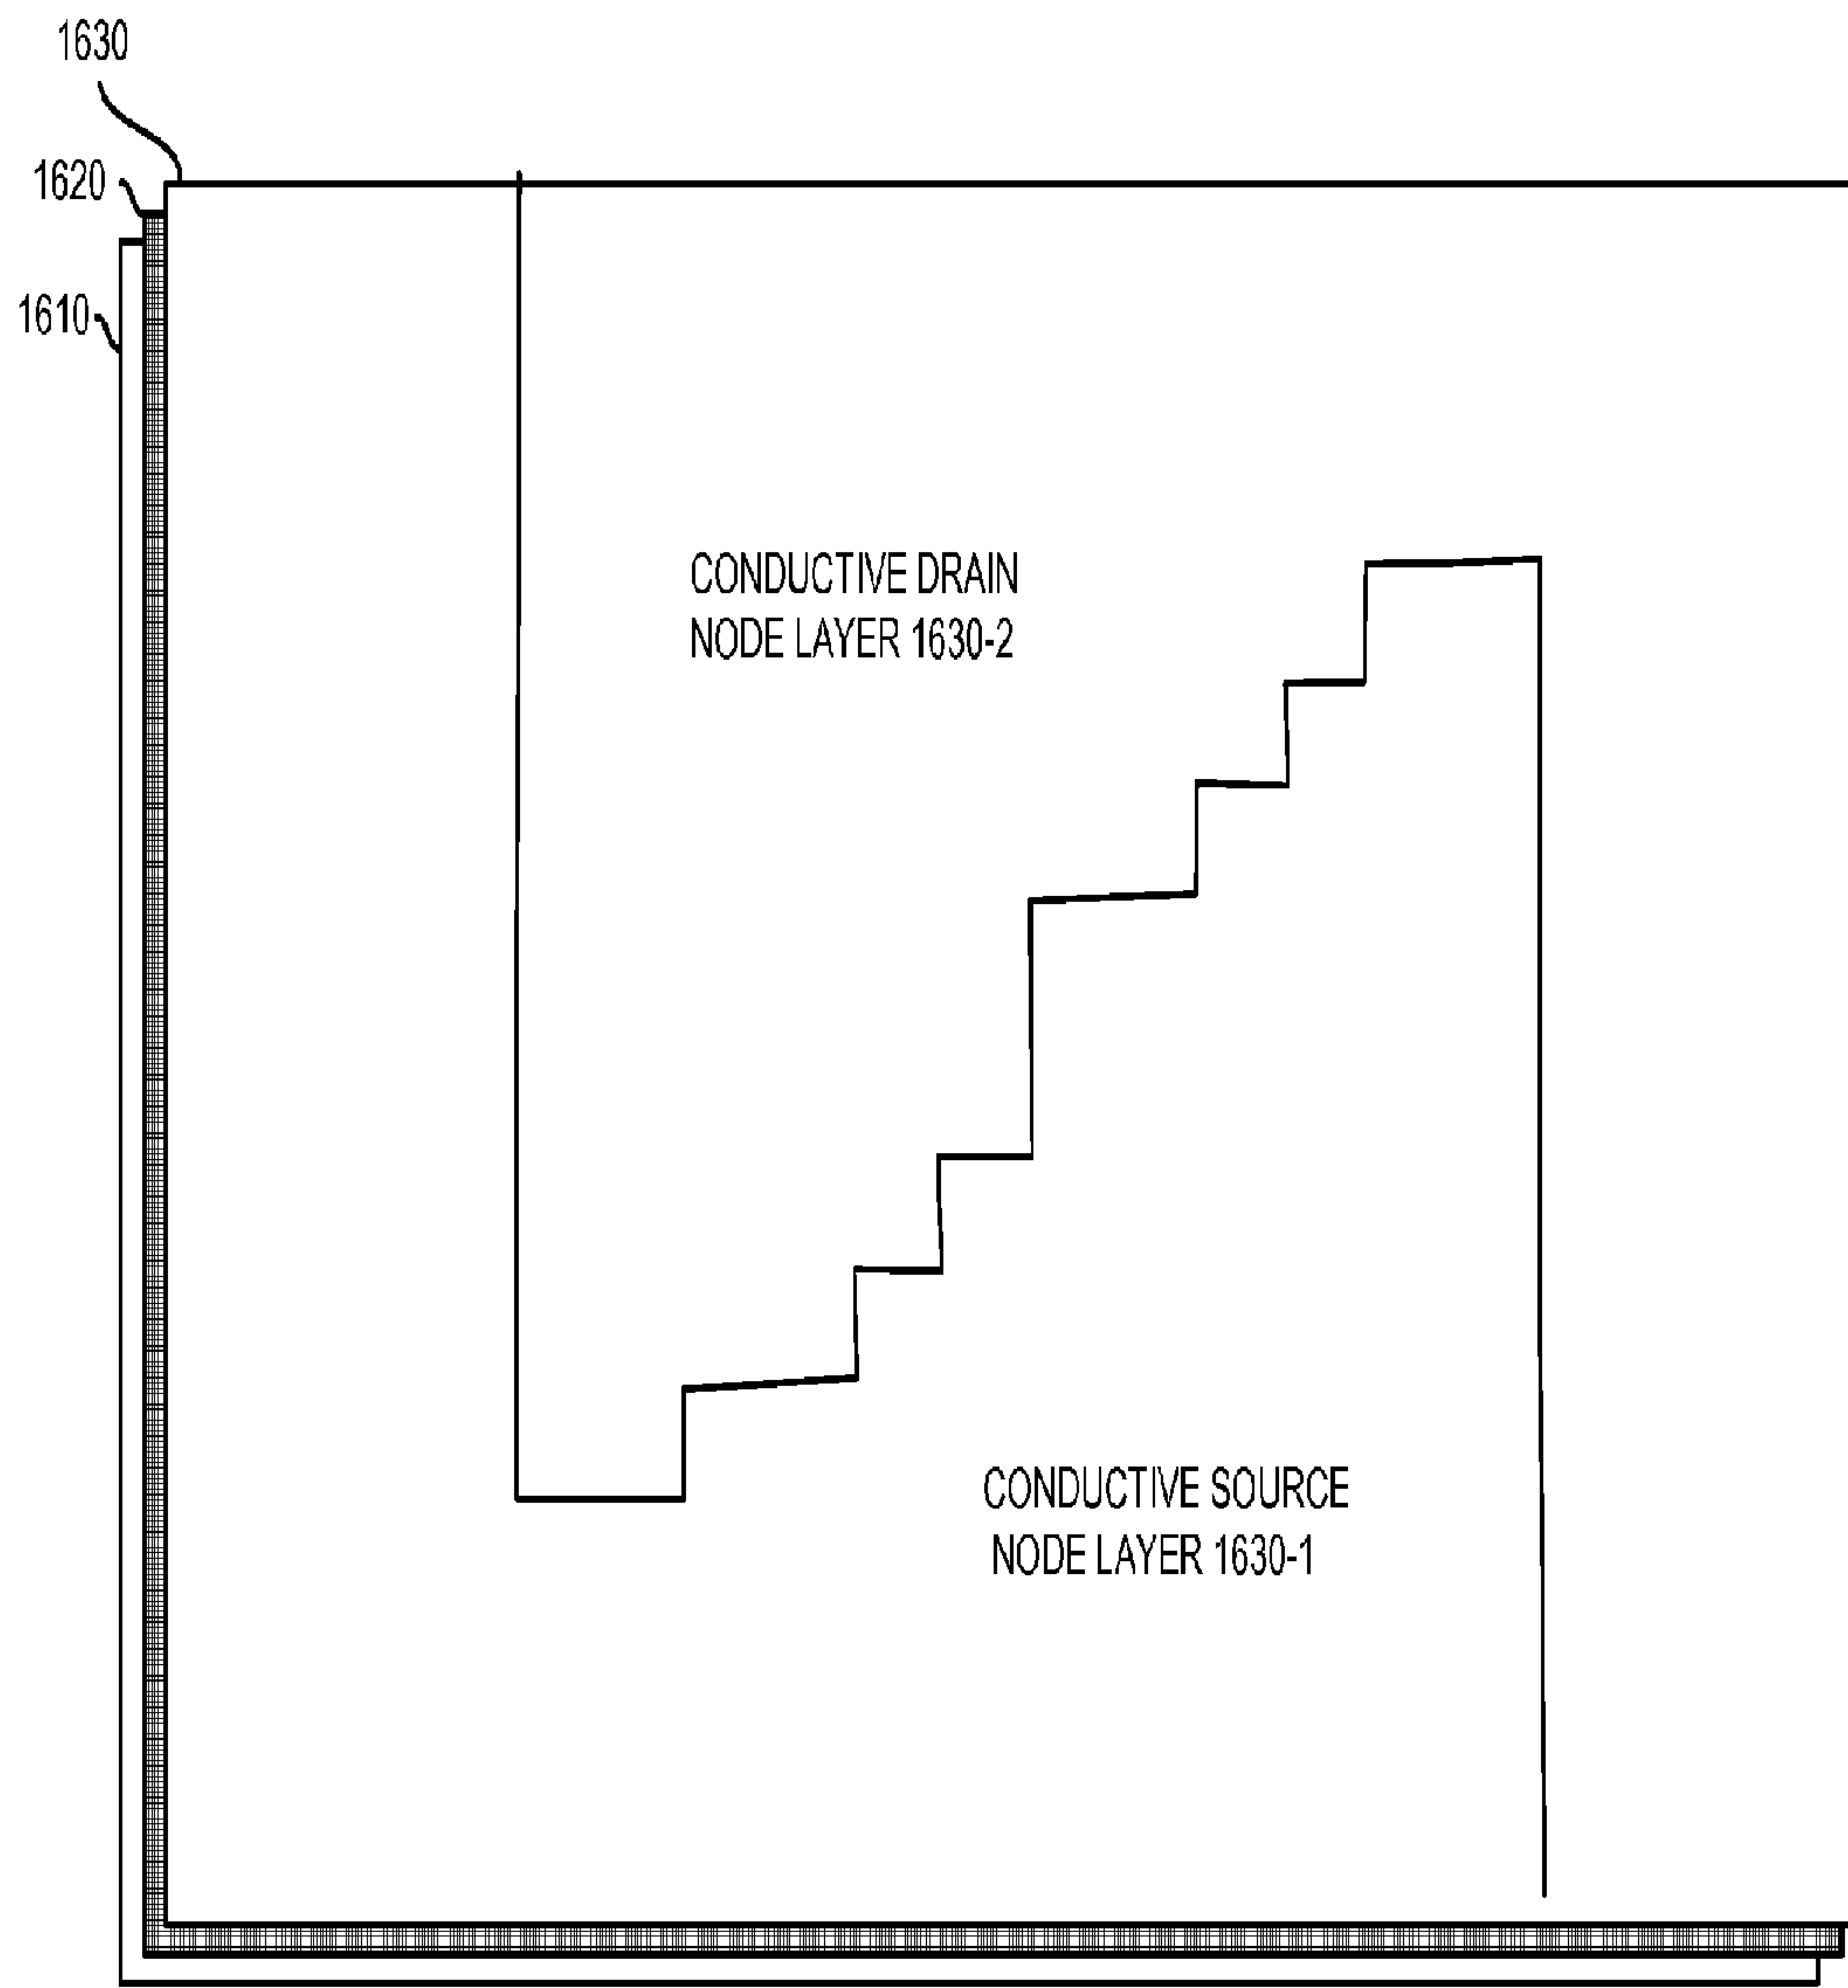 1630
1620
1610
CONDUCTIVE DRAIN
NODE LAYER 1630-2
CONDUCTIVE SOURCE
NODE LAYER 1630-1